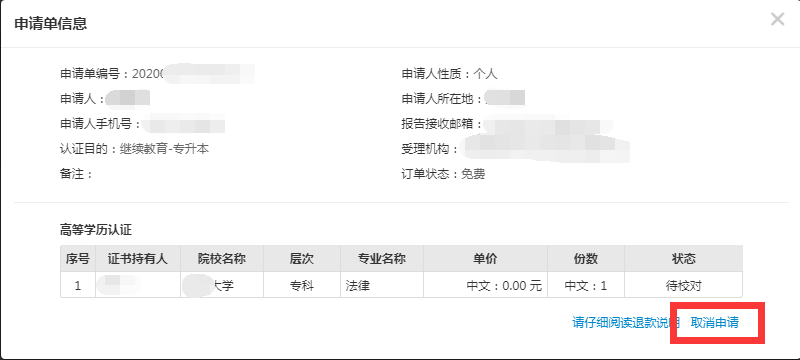 申请单信息
申请单编号：2020 申请人性质：个人
申请人： 申请人所在地：
申请人手机号： 报告接收邮箱：
认证目的：继续教育-专升本 受理机构：
备注： 订单状态：免费
高等学历认证
序号 证书持有人 院校名称 层次 专业名称 单价 份数 状态
1 大学 专科 法律 中文：0.00 元 中文：1 待校对
请仔细阅读退款说明 取消申请